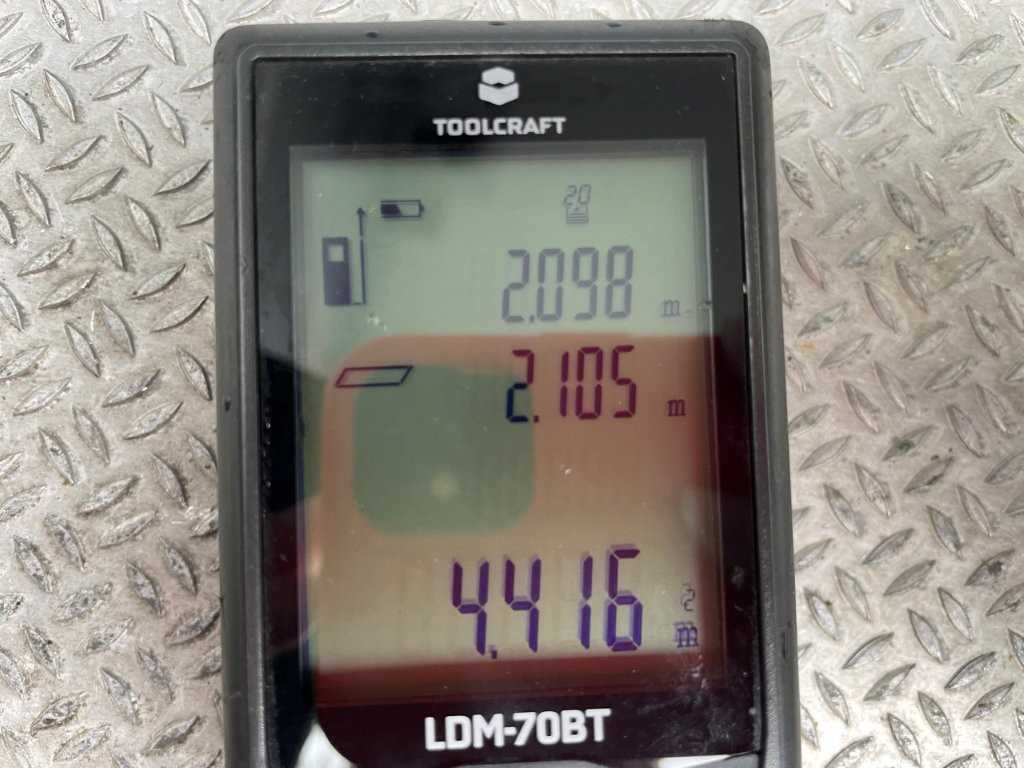 TOOLCRAFT
20
2.098 m
2.105 m
4.416 m²
LDM-70BT